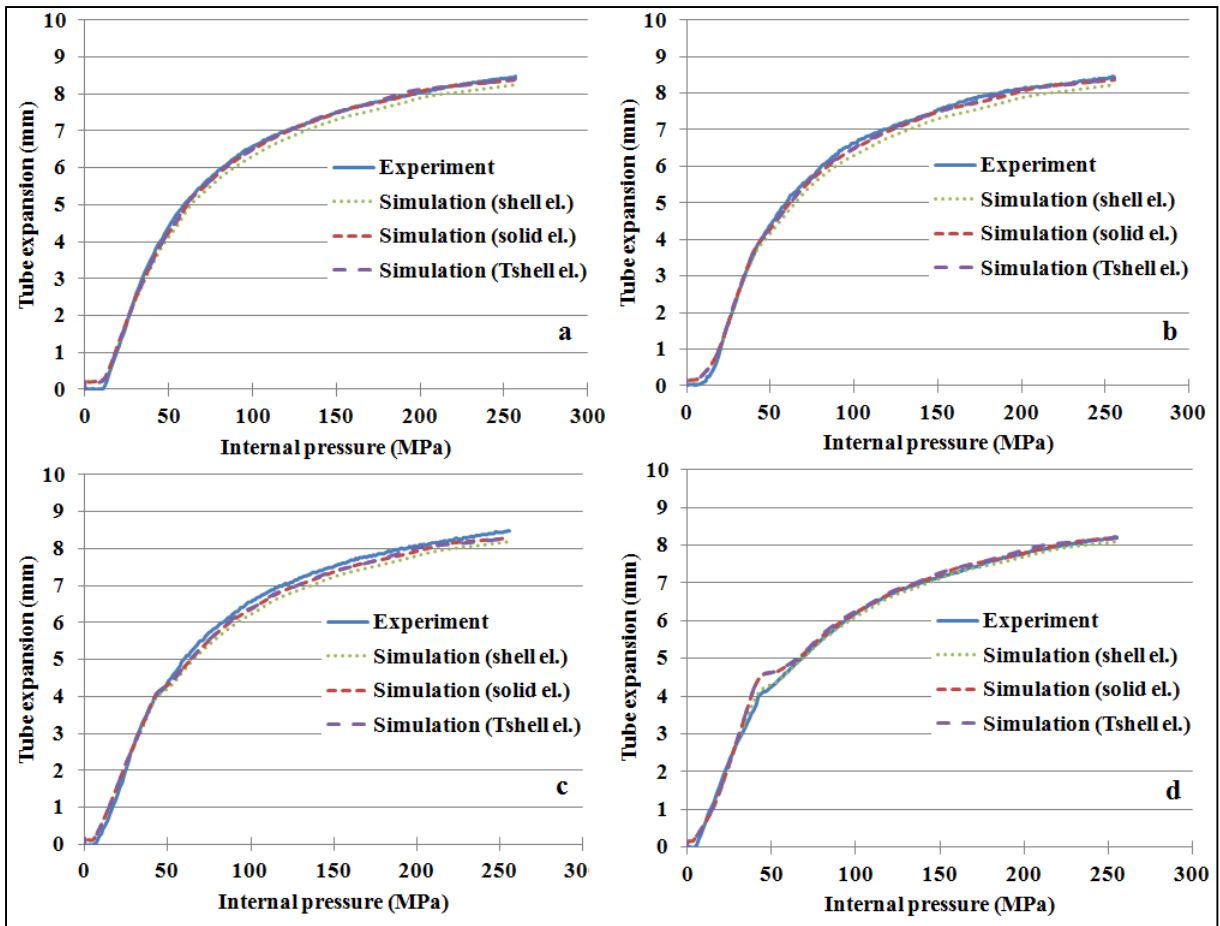 10
9
8
7
6
5
4
3
2
1
0
Tube expansion (mm)
Experiment
Simulation (shell el.)
Simulation (solid el.)
Simulation (Tshell el.)
a
0 50 100 150 200 250 300
Internal pressure (MPa)
10
9
8
7
6
5
4
3
2
1
0
Tube expansion (mm)
Experiment
Simulation (shell el.)
Simulation (solid el.)
Simulation (Tshell el.)
b
0 50 100 150 200 250 300
Internal pressure (MPa)
10
9
8
7
6
5
4
3
2
1
0
Tube expansion (mm)
Experiment
Simulation (shell el.)
Simulation (solid el.)
Simulation (Tshell el.)
c
0 50 100 150 200 250 300
Internal pressure (MPa)
10
9
8
7
6
5
4
3
2
1
0
Tube expansion (mm)
Experiment
Simulation (shell el.)
Simulation (solid el.)
Simulation (Tshell el.)
d
0 50 100 150 200 250 300
Internal pressure (MPa)